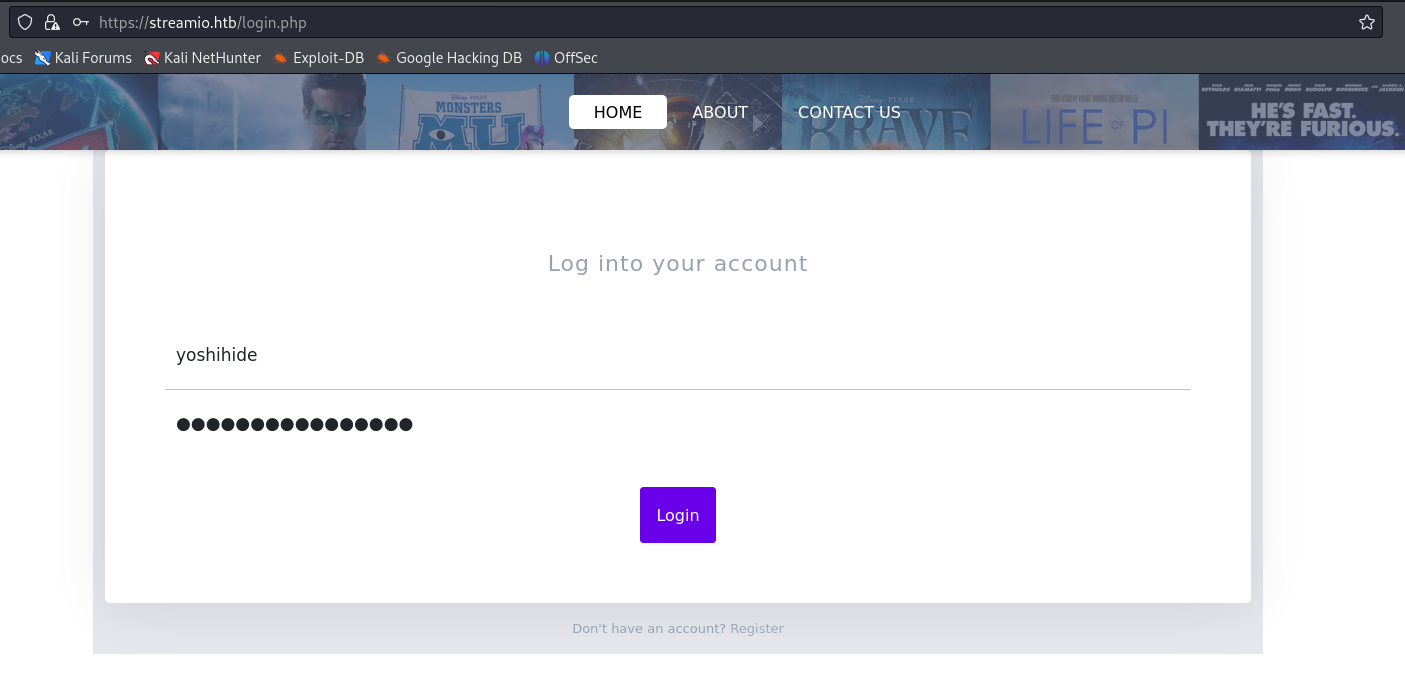 https://streamio.htb/login.php
ocs Kali Forums Kali NetHunter Exploit-DB Google Hacking DB OffSec
HOME ABOUT CONTACT US
DISNEY PIXAR
MONSTERS
MU
BRAVE
LIFE OF PI
HE'S FAST.
THEY'RE FURIOUS.
Log into your account
yoshihide
●●●●●●●●●●●●●●●●
Login
Don't have an account? Register